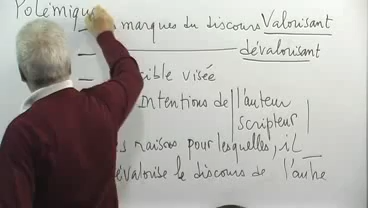 Polémique
marques du discours Valorisant
— dévalorisant
— cible visée
Intentions de l'auteur
scripteur
raisons pour lesquelles, il
dévalorise le discours de l'autre